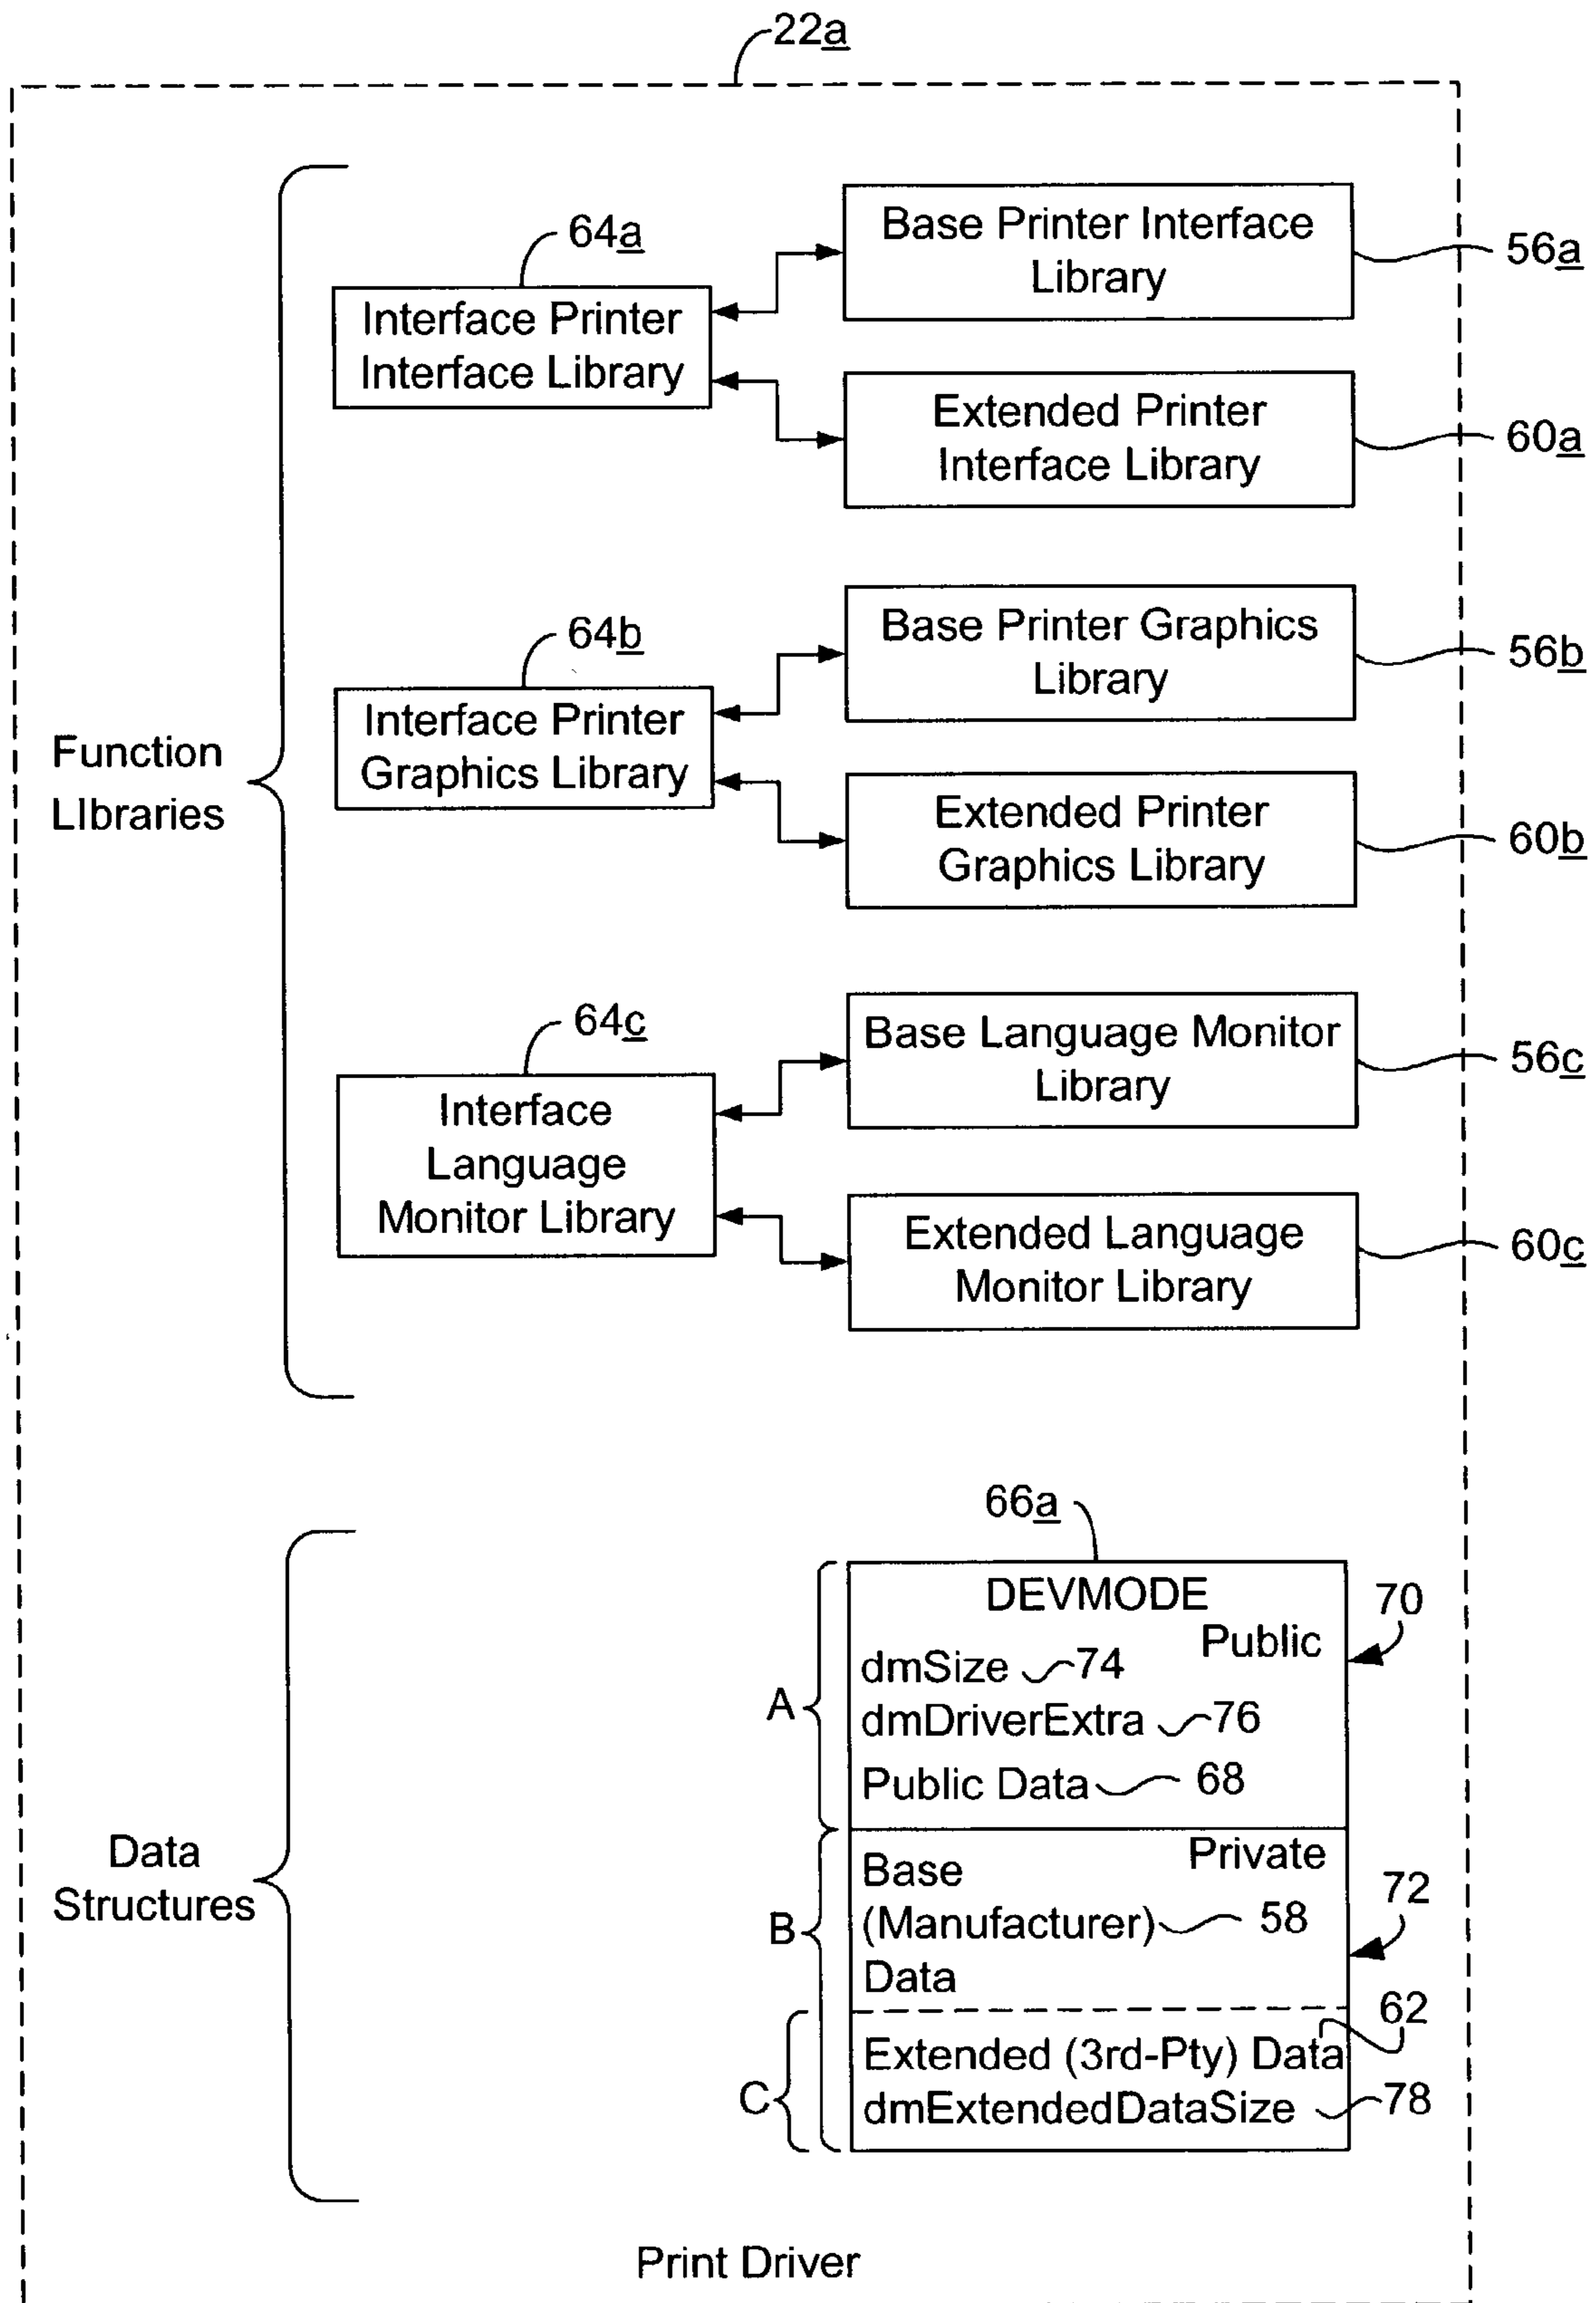 22a
64a
Base Printer Interface
Library
56a
Interface Printer
Interface Library
Extended Printer
Interface Library
60a
64b
Base Printer Graphics
Library
56b
Interface Printer
Graphics Library
Function
LIbraries
Extended Printer
Graphics Library
60b
64c
Base Language Monitor
Library
56c
Interface
Language
Monitor Library
Extended Language
Monitor Library
60c
66a
DEVMODE
Public
70
dmSize 74
A
dmDriverExtra 76
Public Data 68
Data
Structures
Private
Base
(Manufacturer) 58
Data
72
B
62
Extended (3rd-Pty) Data
C
dmExtendedDataSize 78
Print Driver